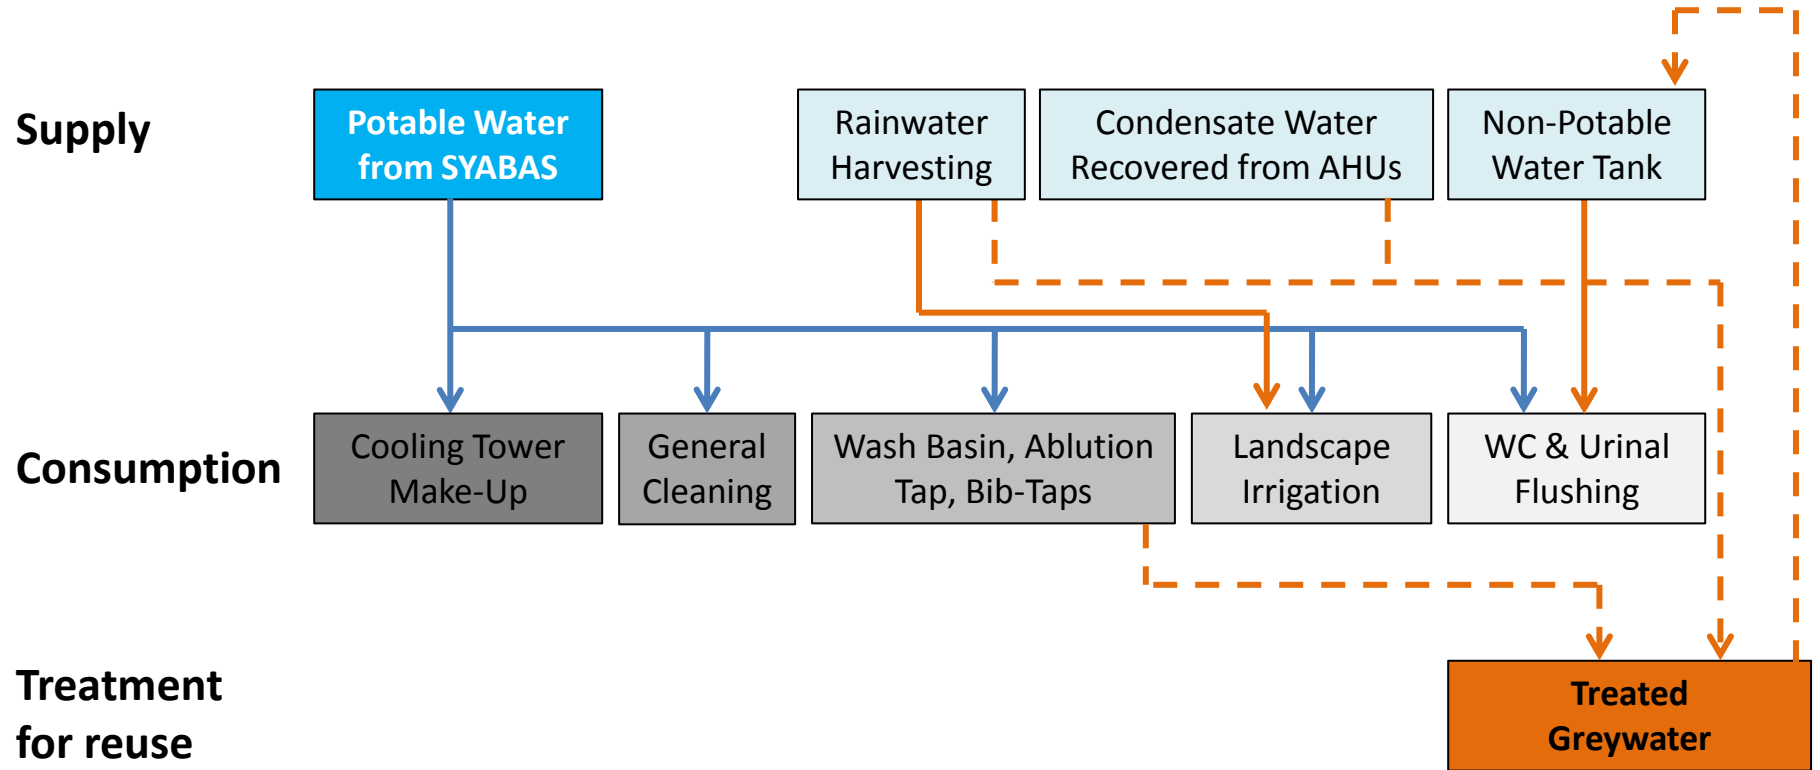 Supply
Potable Water
from SYABAS
Rainwater
Harvesting
Condensate Water
Recovered from AHUs
Non-Potable
Water Tank
Consumption
Cooling Tower
Make-Up
General
Cleaning
Wash Basin, Ablution
Tap, Bib-Taps
Landscape
Irrigation
WC & Urinal
Flushing
Treatment
for reuse
Treated
Greywater